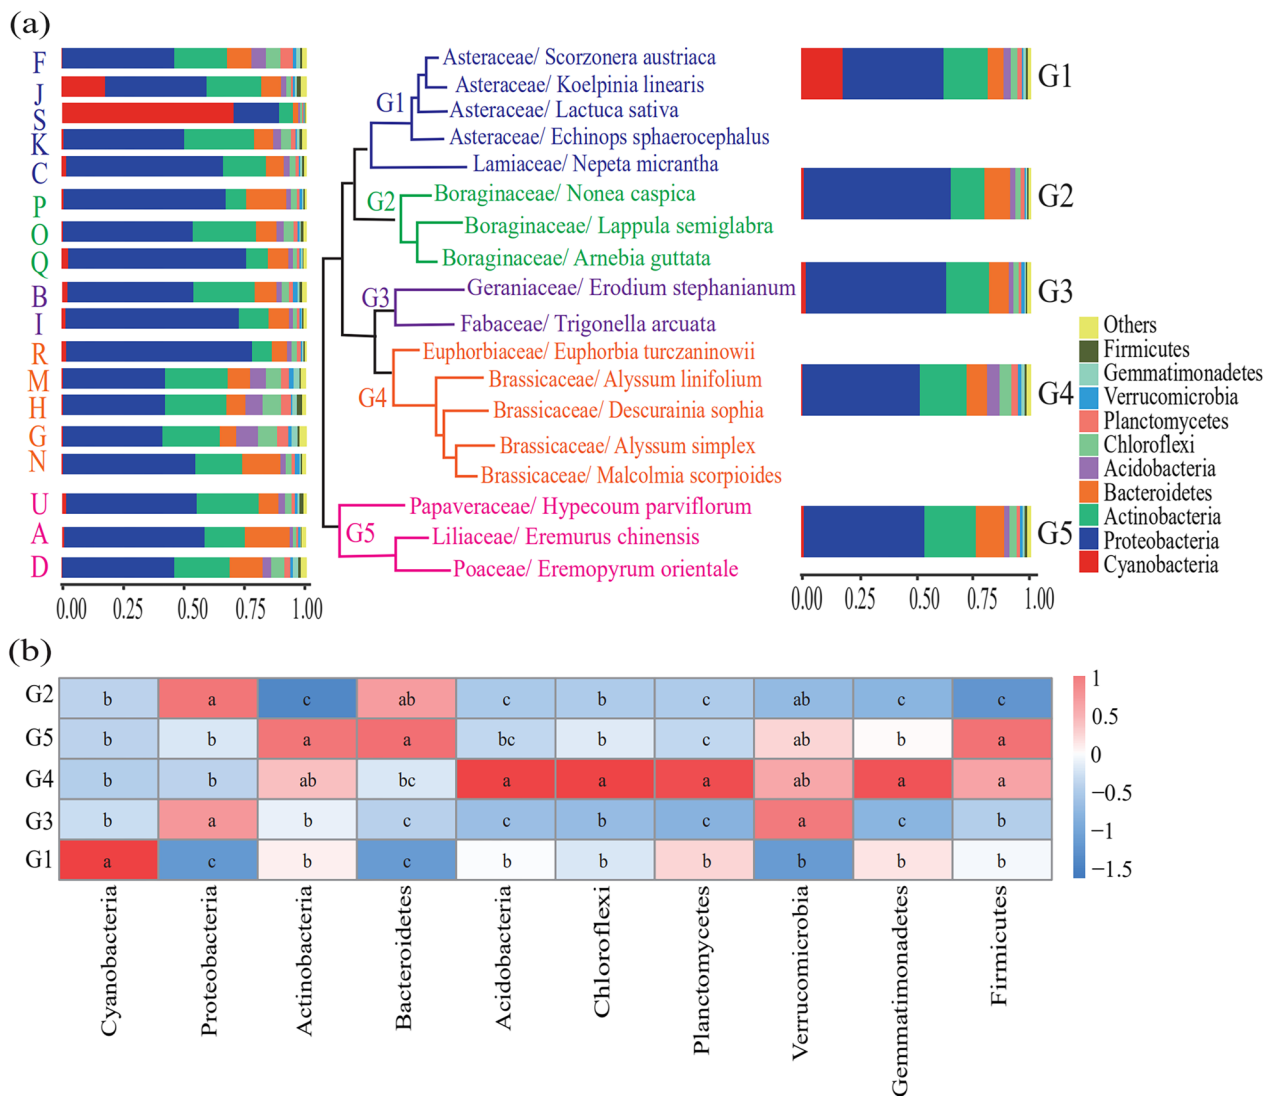 (a)
F
J
S
K
C
P
O
Q
B
I
R
M
H
G
N
U
A
D
0.00 0.25 0.50 0.75 1.00
G1
G2
G3
G4
G5
Asteraceae/ Scorzonera austriaca
Asteraceae/ Koelpinia linearis
Asteraceae/ Lactuca sativa
Asteraceae/ Echinops sphaerocephalus
Lamiaceae/ Nepeta micrantha
Boraginaceae/ Nonea caspica
Boraginaceae/ Lappula semiglabra
Boraginaceae/ Arnebia guttata
Geraniaceae/ Erodium stephanianum
Fabaceae/ Trigonella arcuata
Euphorbiaceae/ Euphorbia turczaninowii
Brassicaceae/ Alyssum linifolium
Brassicaceae/ Descurainia sophia
Brassicaceae/ Alyssum simplex
Brassicaceae/ Malcolmia scorpioides
Papaveraceae/ Hypecoum parviflorum
Liliaceae/ Eremurus chinensis
Poaceae/ Eremopyrum orientale
G1
G2
G3
G4
G5
0.00 0.25 0.50 0.75 1.00
Others
Firmicutes
Gemmatimonadetes
Verrucomicrobia
Planctomycetes
Chloroflexi
Acidobacteria
Bacteroidetes
Actinobacteria
Proteobacteria
Cyanobacteria
(b)
G2 b a c ab c b c ab c c
G5 b b a a bc b c ab b a
G4 b b ab bc a a a ab a a
G3 b a b c c b c a c b
G1 a c b c b b b b b b
Cyanobacteria
Proteobacteria
Actinobacteria
Bacteroidetes
Acidobacteria
Chloroflexi
Planctomycetes
Verrucomicrobia
Gemmatimonadetes
Firmicutes
1
0.5
0
−0.5
−1
−1.5